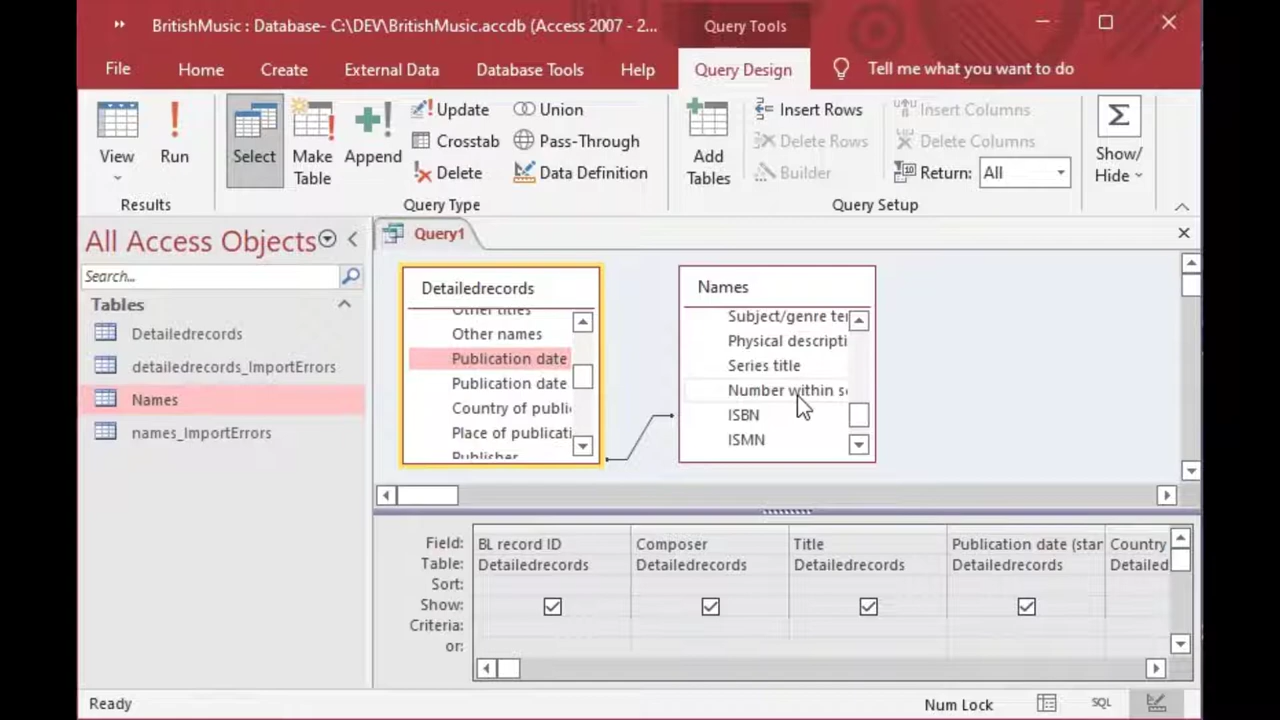 BritishMusic : Database- C:\DEV\BritishMusic.accdb (Access 2007 - 2...
Query Tools
File
Home
Create
External Data
Database Tools
Help
Query Design
Tell me what you want to do
View
Run
Results
Select
Make
Table
Append
Update
Crosstab
Delete
Union
Pass-Through
Data Definition
Query Type
Add
Tables
Insert Rows
Delete Rows
Builder
Insert Columns
Delete Columns
Return: All
Query Setup
Σ
Show/
Hide
All Access Objects
Search...
Tables
Detailedrecords
detailedrecords_ImportErrors
Names
names_ImportErrors
Query1
Detailedrecords
Other titles
Other names
Publication date
Publication date
Country of publi
Place of publicati
Publisher
Names
Subject/genre ter
Physical descripti
Series title
Number within se
ISBN
ISMN
Field: BL record ID Composer Title Publication date (star Country
Table: Detailedrecords Detailedrecords Detailedrecords Detailedrecords Detailed
Sort:
Show:
Criteria:
or:
Ready
Num Lock
SQL